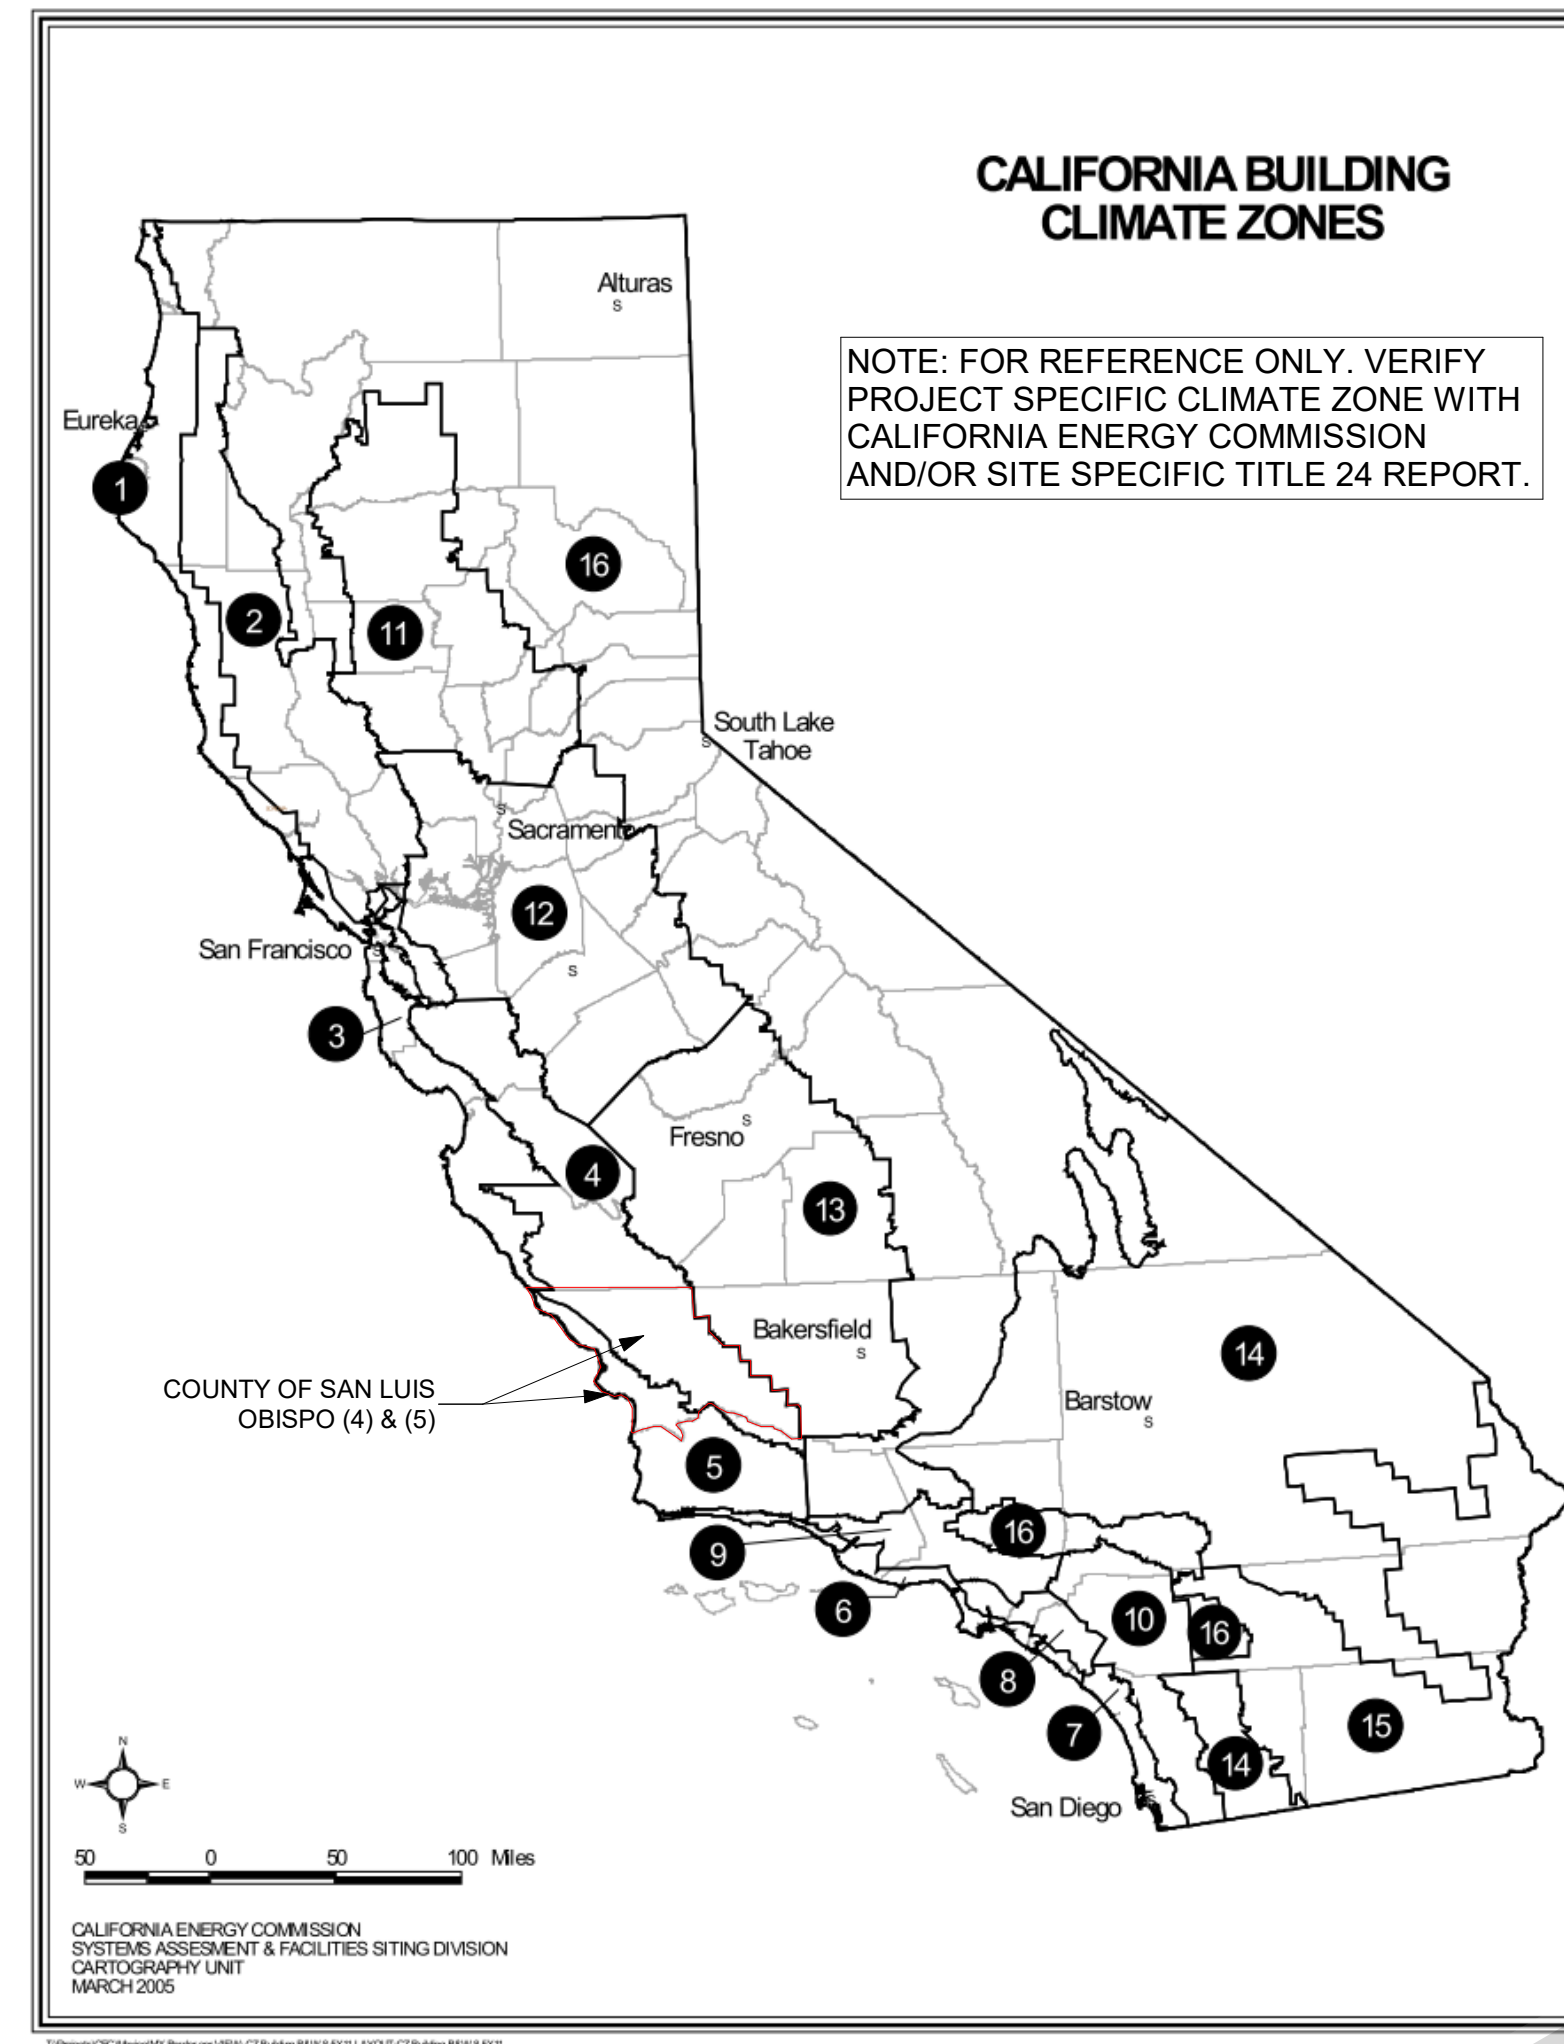 CALIFORNIA BUILDING
CLIMATE ZONES
NOTE: FOR REFERENCE ONLY. VERIFY
PROJECT SPECIFIC CLIMATE ZONE WITH
CALIFORNIA ENERGY COMMISSION
AND/OR SITE SPECIFIC TITLE 24 REPORT.
Alturas
S
Eureka
1
16
2
11
South Lake
Tahoe
S
S
Sacramento
12
San Francisco
S
S
3
Fresno
S
4
13
Bakersfield
S
14
COUNTY OF SAN LUIS
OBISPO (4) & (5)
Barstow
S
5
16
9
6
10
16
8
7
15
14
San Diego
S
N
W
E
S
50 0 50 100 Miles
CALIFORNIA ENERGY COMMISSION
SYSTEMS ASSESMENT & FACILITIES SITING DIVISION
CARTOGRAPHY UNIT
MARCH 2005